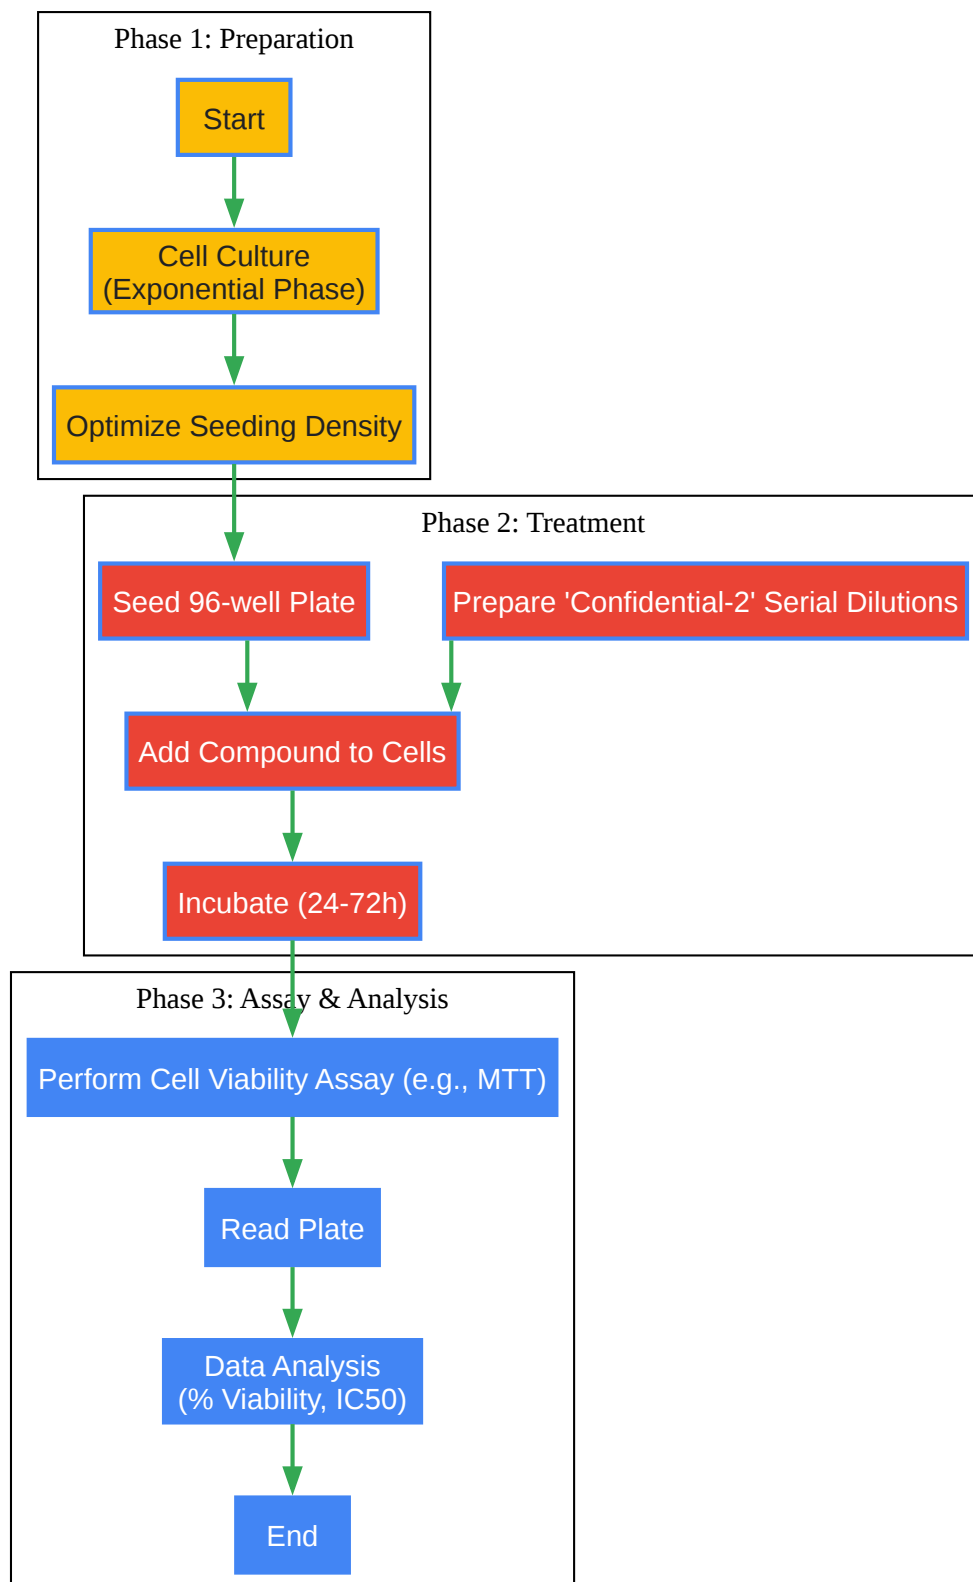 Phase 1: Preparation
Start
Cell Culture
(Exponential Phase)
Optimize Seeding Density
Phase 2: Treatment
Seed 96-well Plate
Prepare 'Confidential-2' Serial Dilutions
Add Compound to Cells
Incubate (24-72h)
Phase 3: Assay & Analysis
Perform Cell Viability Assay (e.g., MTT)
Read Plate
Data Analysis
(% Viability, IC50)
End